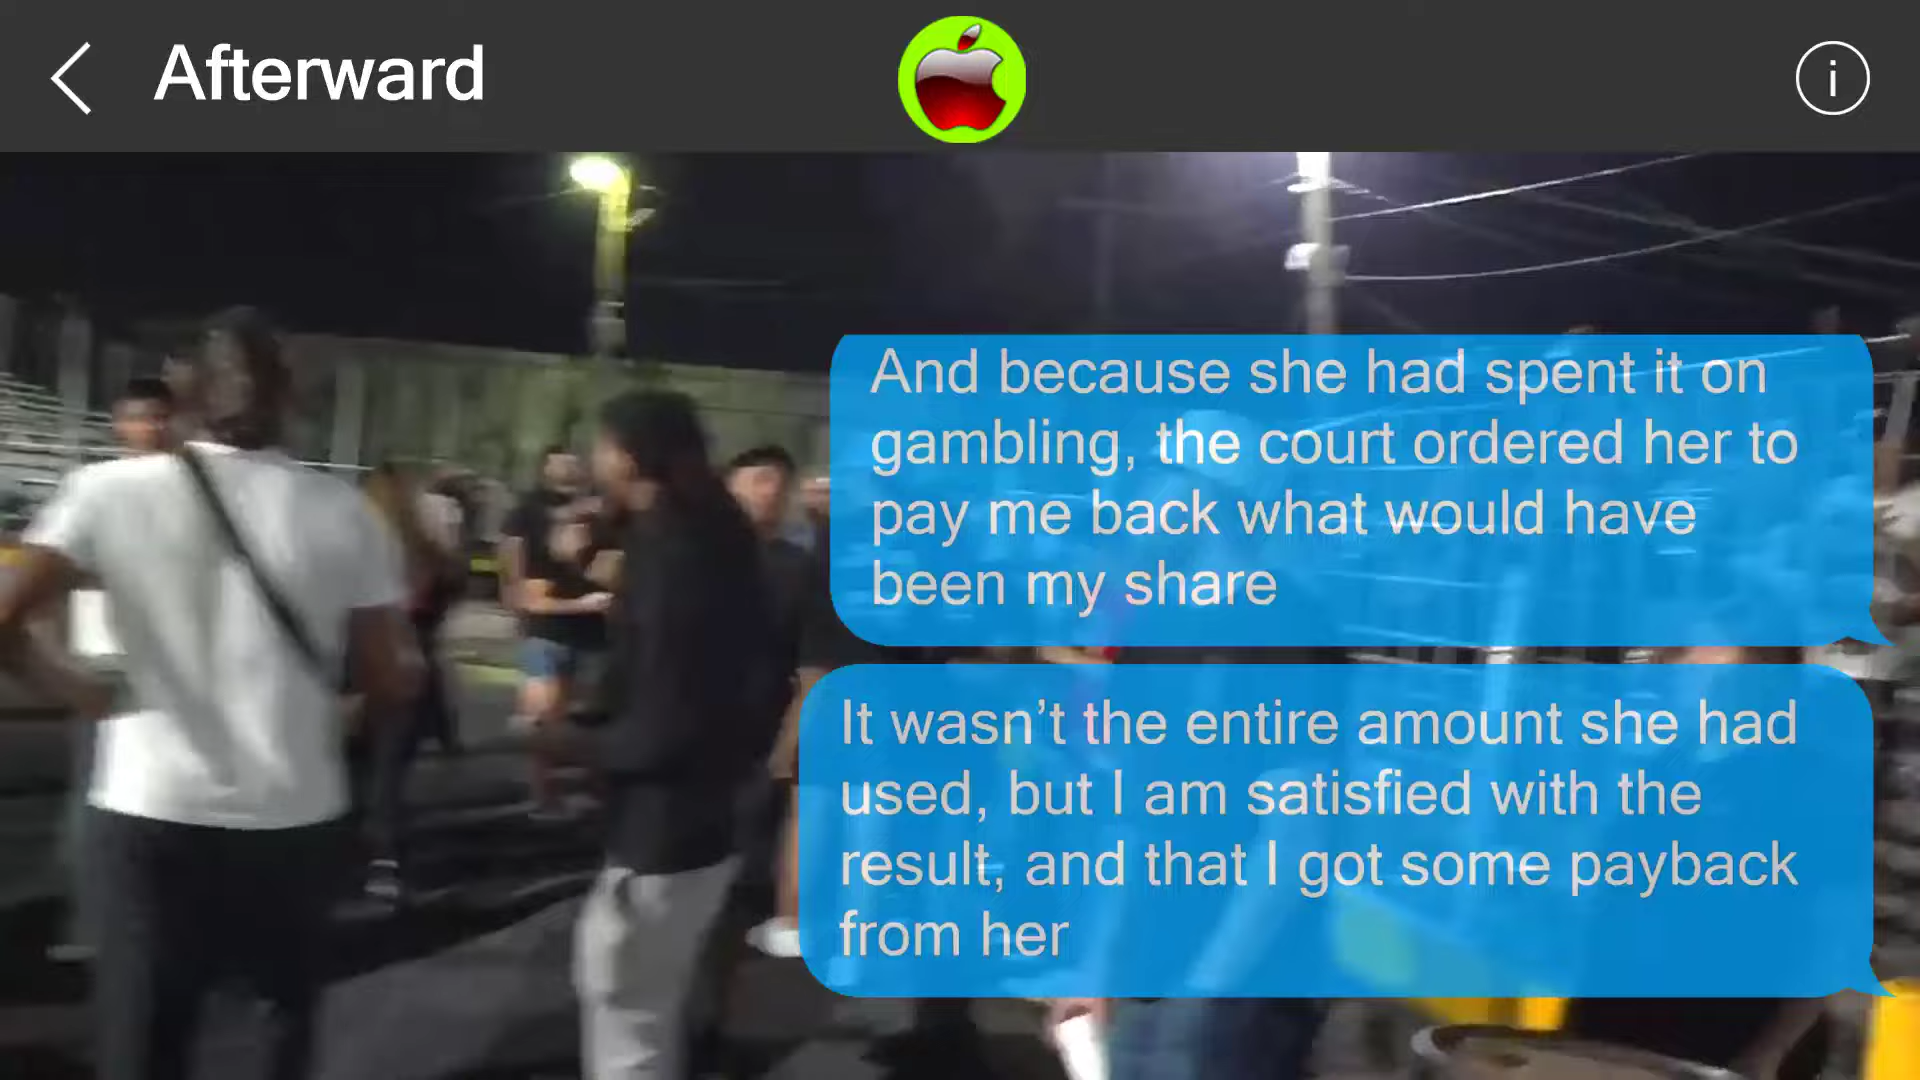 Afterward
And because she had spent it on
gambling, the court ordered her to
pay me back what would have
been my share
It wasn’t the entire amount she had
used, but I am satisfied with the
result, and that I got some payback
from her